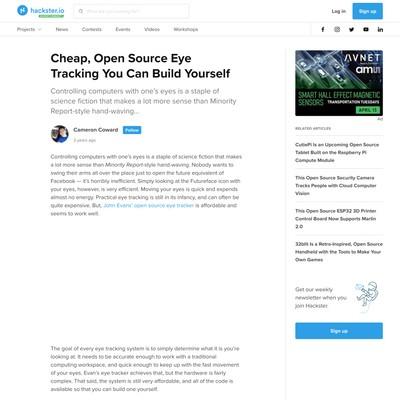 hackster.io
AN AVNET COMMUNITY
Log in
Sign up
Projects
News
Contests
Events
Videos
Workshops
Cheap, Open Source Eye
Tracking You Can Build Yourself
Controlling computers with one's eyes is a staple of
science fiction that makes a lot more sense than Minority
Report-style hand-waving...
Cameron Coward
Follow
Controlling computers with one's eyes is a staple of science fiction that makes
a lot more sense than Minority Report-style hand-waving. Nobody wants to
swing their arms all over the place just to open the future equivalent of
Facebook — it's horribly inefficient. Simply looking at the Futureface icon with
your eyes, however, is very efficient. Moving your eyes is quick and expends
almost no energy. Practical eye tracking is still in its infancy, and can often be
quite expensive. But, John Evans' open source eye tracker is affordable and
seems to work well.
The goal of every eye tracking system is to simply determine what it is you're
looking at. It needs to be accurate enough to work with a traditional
computing workspace, and quick enough to keep up with the fast movement
of your eyes. Evan's eye tracker achieves that, but the hardware is fairly
complex. That said, the system is still very affordable, and all of the code is
available so that you can build one yourself.
AVNET
amu
SMART HALL EFFECT MAGNETIC
SENSORS
TRANSPORTATION TUESDAYS
APRIL 11
Ad
RELATED ARTICLES
CutiePi is an Upcoming Open Source
Tablet Built on the Raspberry Pi
Compute Module
This Open Source Security Camera
Tracks People with Cloud Computer
Vision
This Open Source ESP32 3D Printer
Control Board Now Supports Marlin
2.0
32bit Is a Retro-Inspired, Open Source
Handheld with the Tools to Make Your
Own Games
Get our weekly
newsletter when you
join Hackster.
Sign up